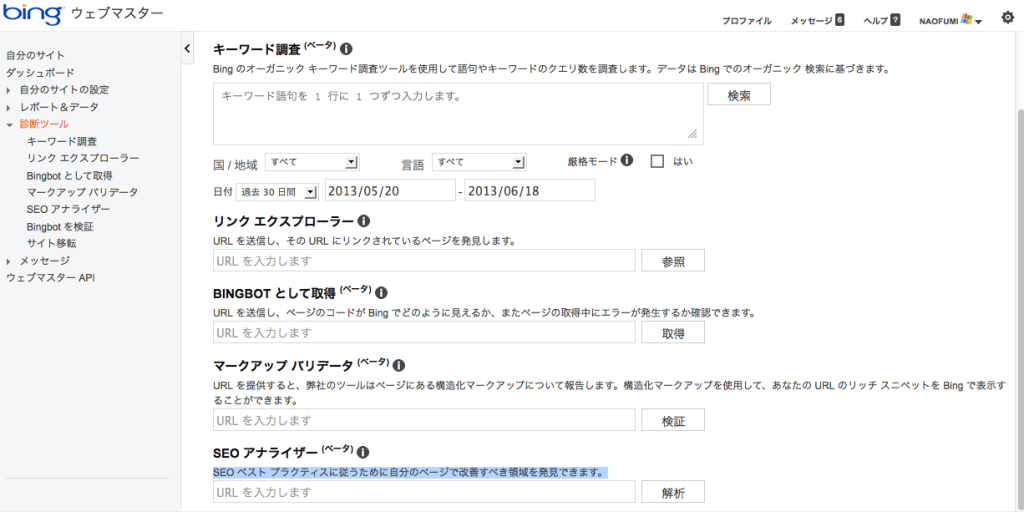 bing ウェブマスター
プロファイル メッセージ 6 ヘルプ ? NAOFUMI
自分のサイト
ダッシュボード
自分のサイトの設定
レポート＆データ
診断ツール
キーワード調査
リンク エクスプローラー
Bingbot として取得
マークアップ バリデータ
SEO アナライザー
Bingbot を検証
サイト移転
メッセージ
ウェブマスター API
キーワード調査 (ベータ)
Bing のオーガニック キーワード調査ツールを使用して語句やキーワードのクエリ数を調査します。データは Bing でのオーガニック 検索に基づきます。
キーワード語句を 1 行に 1 つずつ入力します。
検索
国 / 地域 すべて 言語 すべて 厳格モード はい
日付 過去 30 日間 2013/05/20 - 2013/06/18
リンク エクスプローラー
URL を送信し、その URL にリンクされているページを発見します。
URL を入力します 参照
BINGBOT として取得 (ベータ)
URL を送信し、ページのコードが Bing でどのように見えるか、またページの取得中にエラーが発生するか確認できます。
URL を入力します 取得
マークアップ バリデータ (ベータ)
URL を提供すると、弊社のツールはページにある構造化マークアップについて報告します。構造化マークアップを使用して、あなたの URL のリッチ スニペットを Bing で表示す
ることができます。
URL を入力します 検証
SEO アナライザー (ベータ)
SEO ベスト プラクティスに従うために自分のページで改善すべき領域を発見できます。
URL を入力します 解析